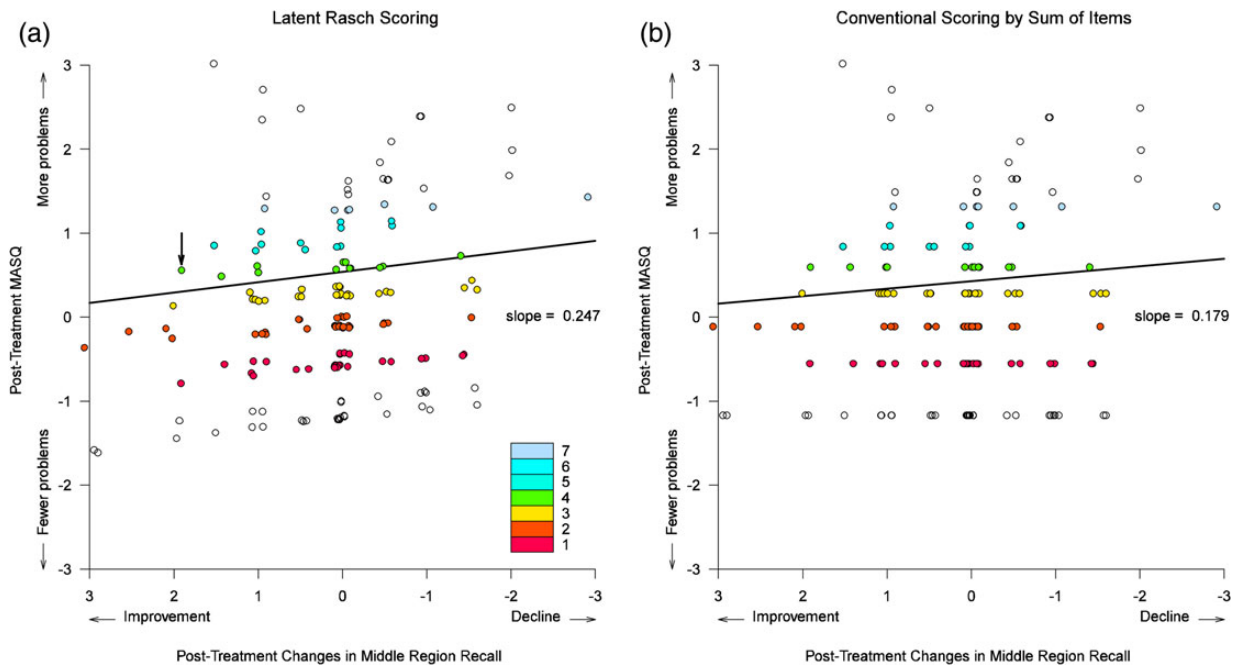 (a)
Latent Rasch Scoring
More problems
Post-Treatment MASQ
Fewer problems
3
2
1
0
-1
-2
-3
slope = 0.247
7
6
5
4
3
2
1
3
2
1
0
-1
-2
-3
Improvement
Decline
Post-Treatment Changes in Middle Region Recall
(b)
Conventional Scoring by Sum of Items
More problems
Post-Treatment MASQ
Fewer problems
3
2
1
0
-1
-2
-3
slope = 0.179
3
2
1
0
-1
-2
-3
Improvement
Decline
Post-Treatment Changes in Middle Region Recall